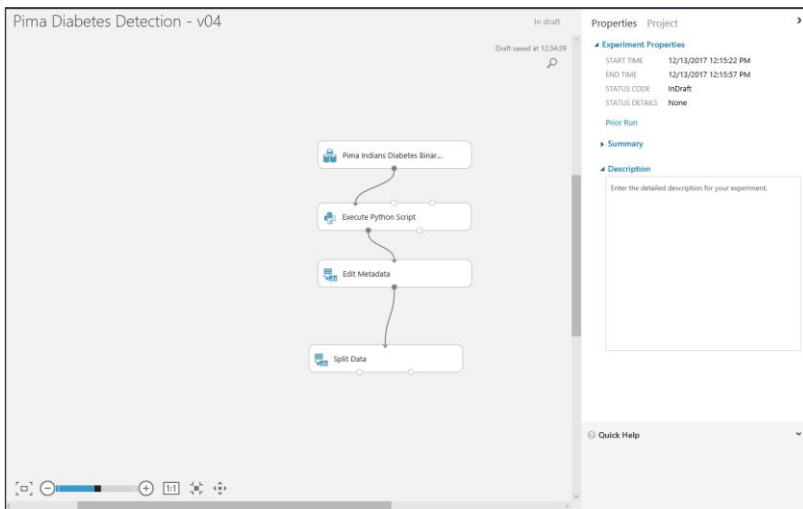 Pima Diabetes Detection - v04
In draft
Draft saved at 12:34:39
Pima Indians Diabetes Binar...
Execute Python Script
Edit Metadata
Split Data
1:1
Properties Project
Experiment Properties
START TIME 12/13/2017 12:15:22 PM
END TIME 12/13/2017 12:15:57 PM
STATUS CODE InDraft
STATUS DETAILS None
Prior Run
Summary
Description
Enter the detailed description for your experiment.
Quick Help